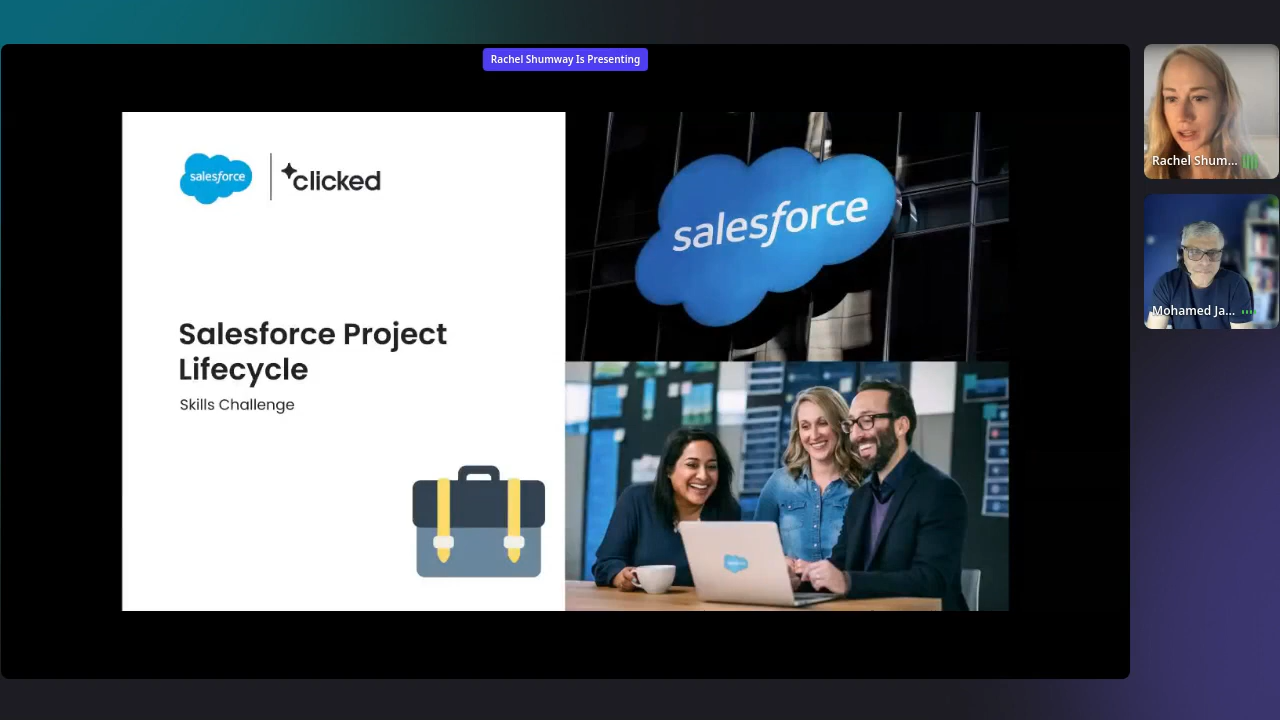 Rachel Shumway Is Presenting
salesforce
clicked
Salesforce Project
Lifecycle
Skills Challenge
salesforce
Rachel Shum...
Mohamed Ja...